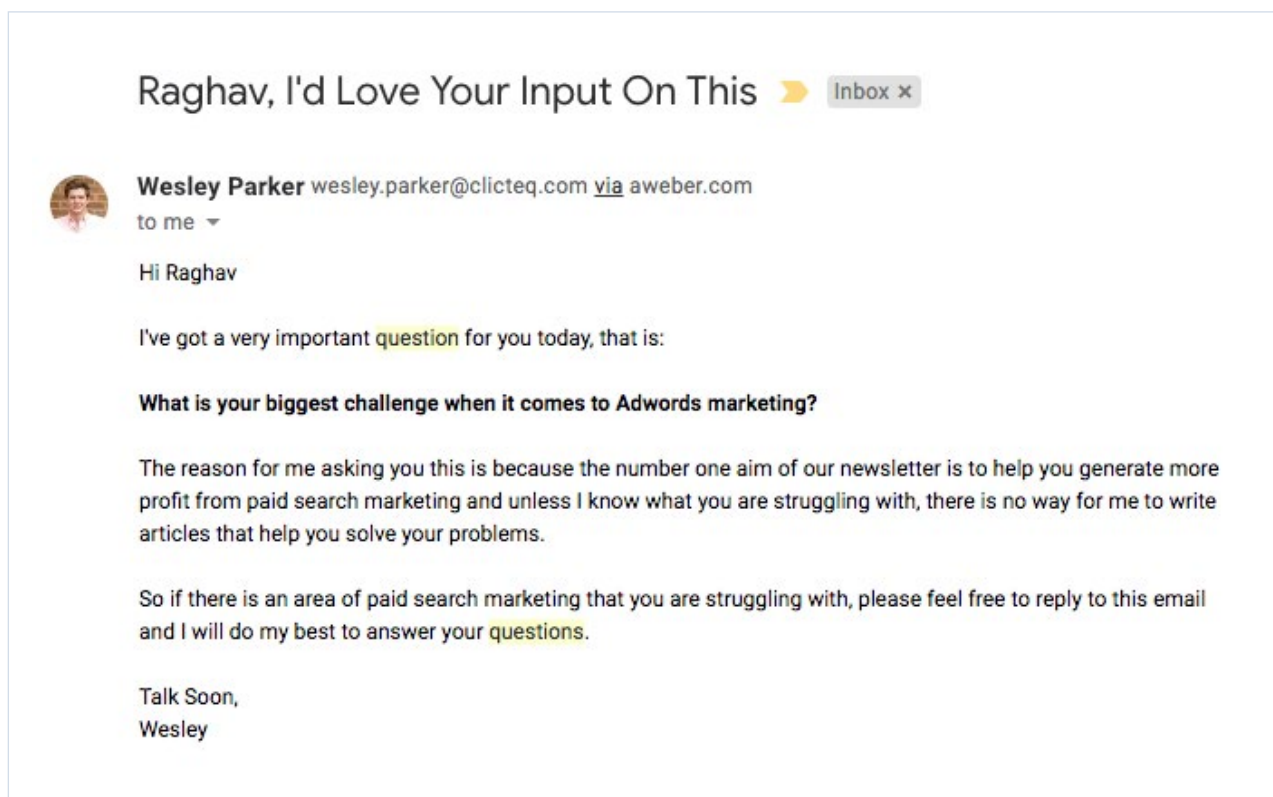 Raghav, I'd Love Your Input On This Inbox ×
Wesley Parker wesley.parker@clicteq.com via aweber.com
to me
Hi Raghav
I've got a very important question for you today, that is:
What is your biggest challenge when it comes to Adwords marketing?
The reason for me asking you this is because the number one aim of our newsletter is to help you generate more
profit from paid search marketing and unless I know what you are struggling with, there is no way for me to write
articles that help you solve your problems.
So if there is an area of paid search marketing that you are struggling with, please feel free to reply to this email
and I will do my best to answer your questions.
Talk Soon,
Wesley